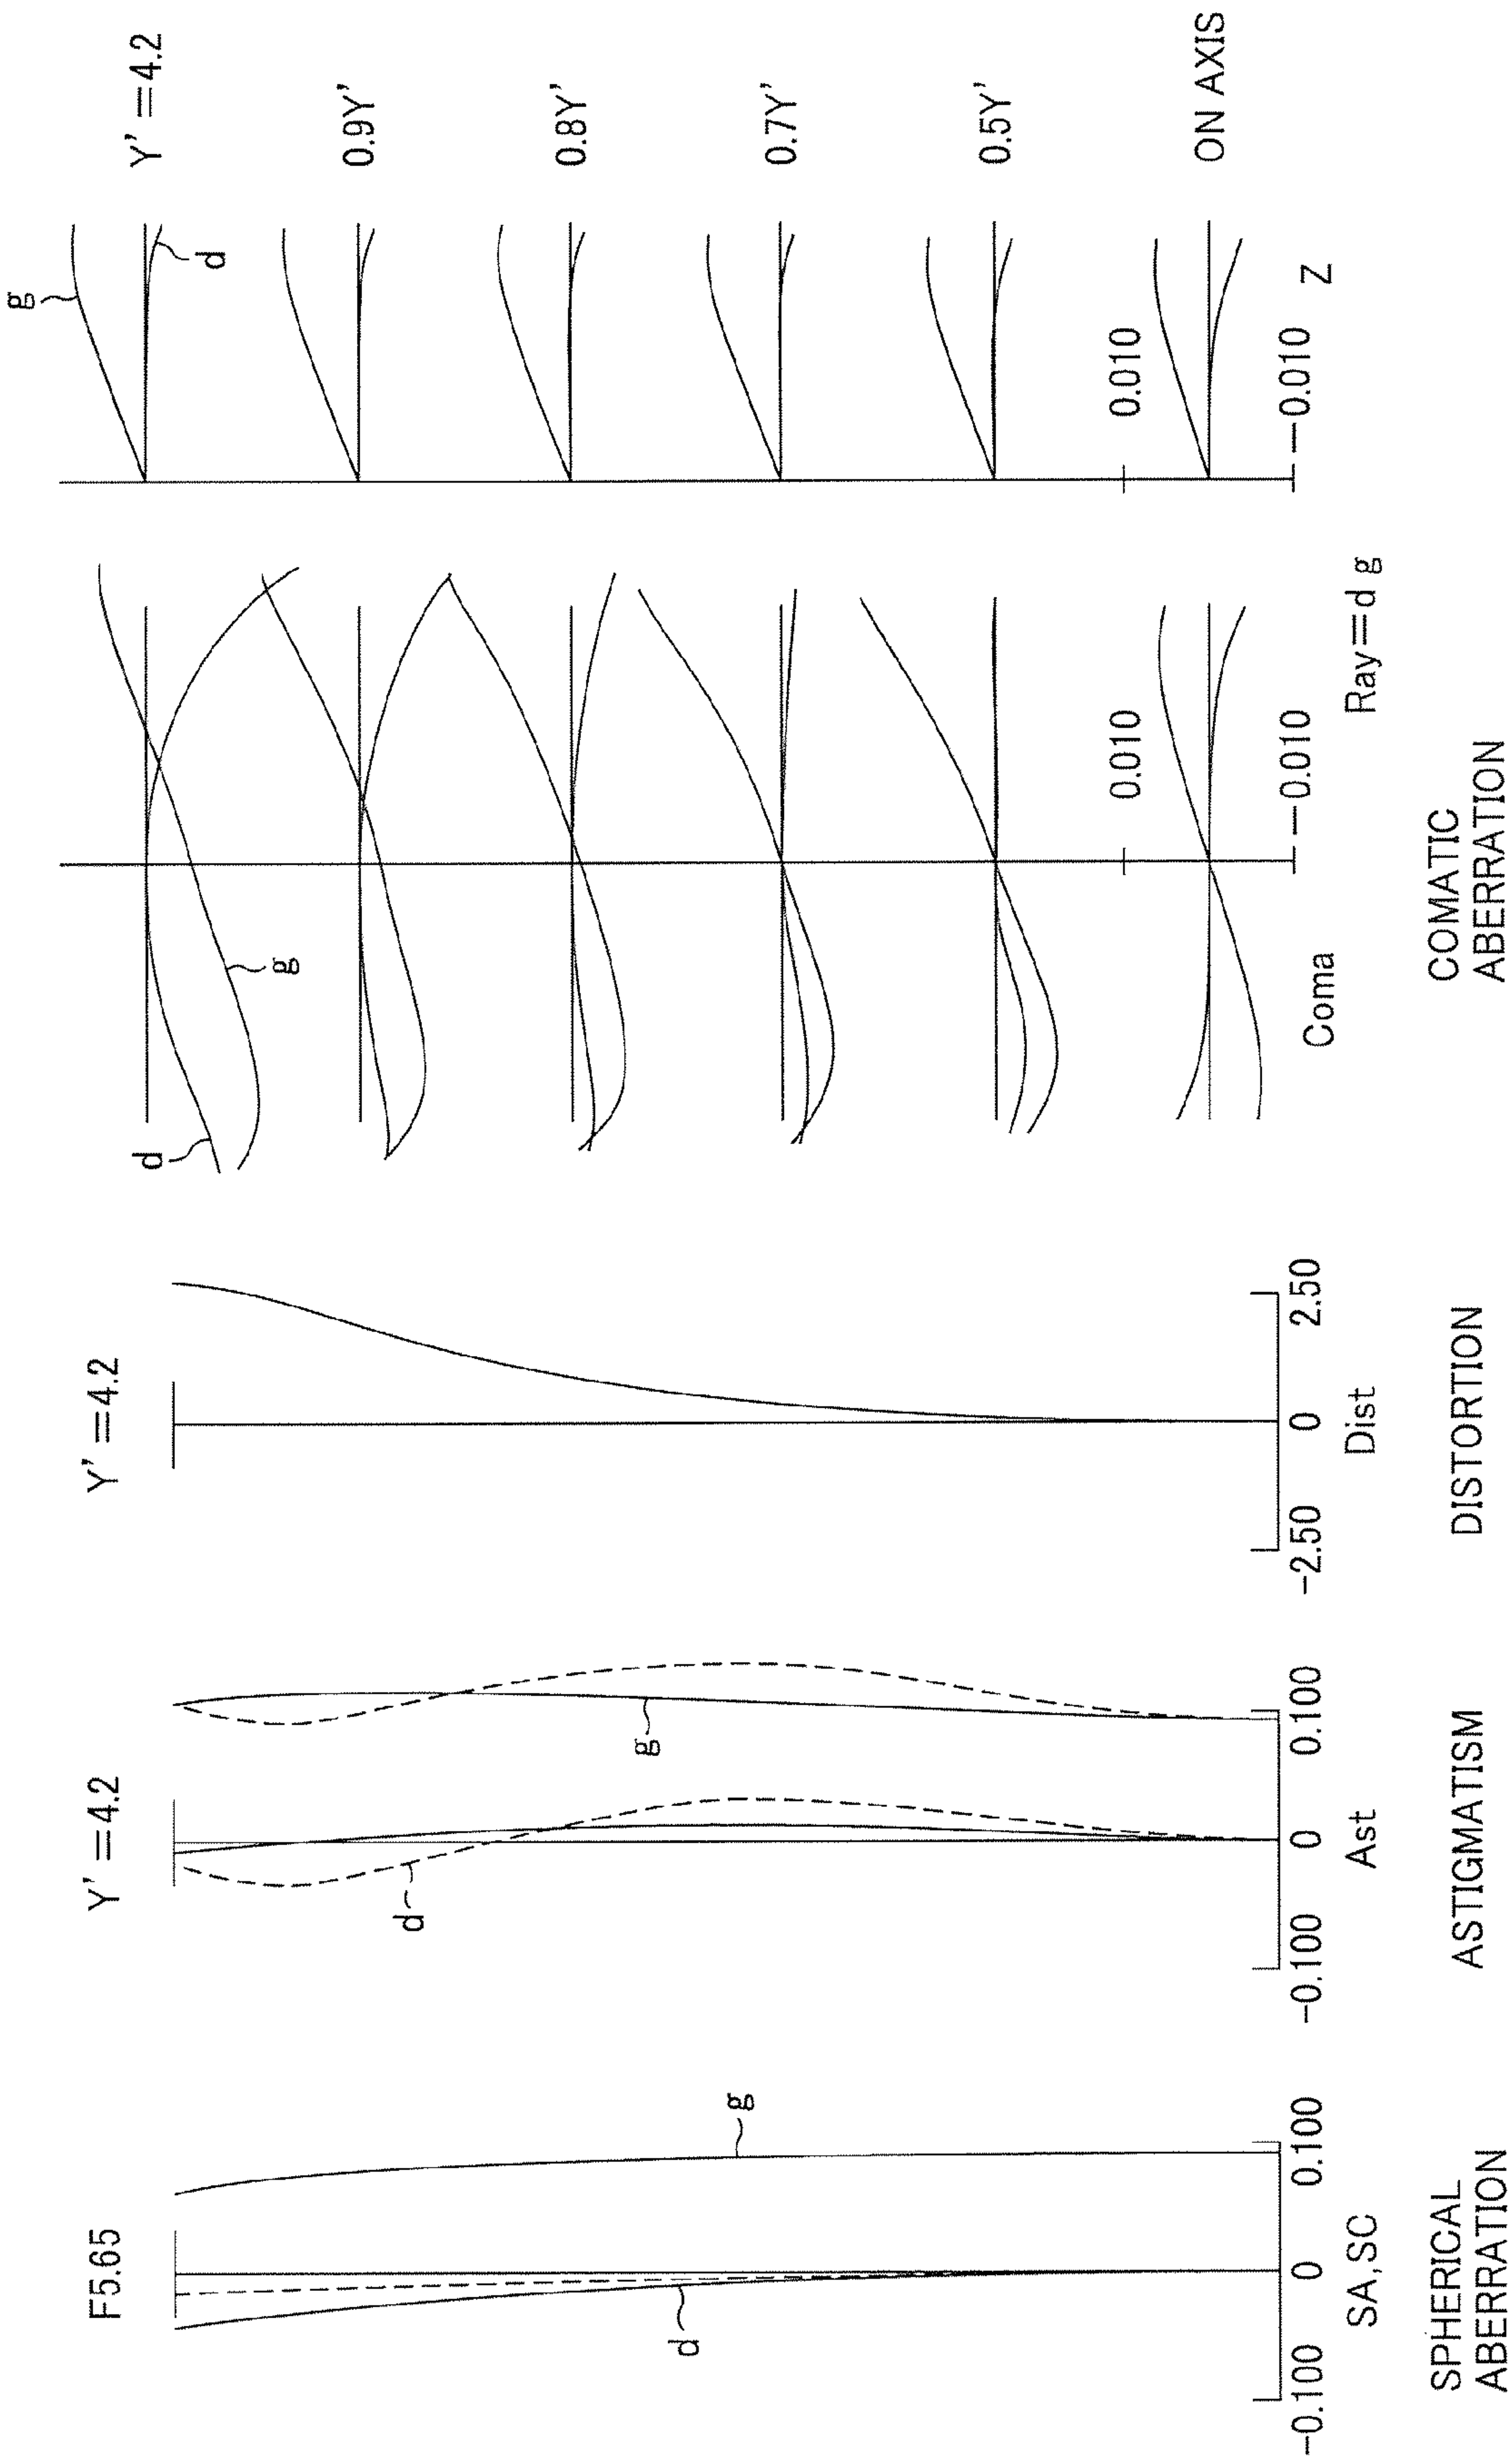 F5.65
g
d
-0.100
0
0.100
SA,SC
SPHERICAL
ABERRATION
Y' =4.2
g
d
-0.100
0
0.100
Ast
ASTIGMATISM
Y' =4.2
-2.50
0
2.50
Dist
DISTORTION
d
g
0.010
-0.010
Coma
Ray=d g
COMATIC
ABERRATION
g
d
Y' =4.2
0.9Y'
0.8Y'
0.7Y'
0.5Y'
ON AXIS
0.010
-0.010
Z